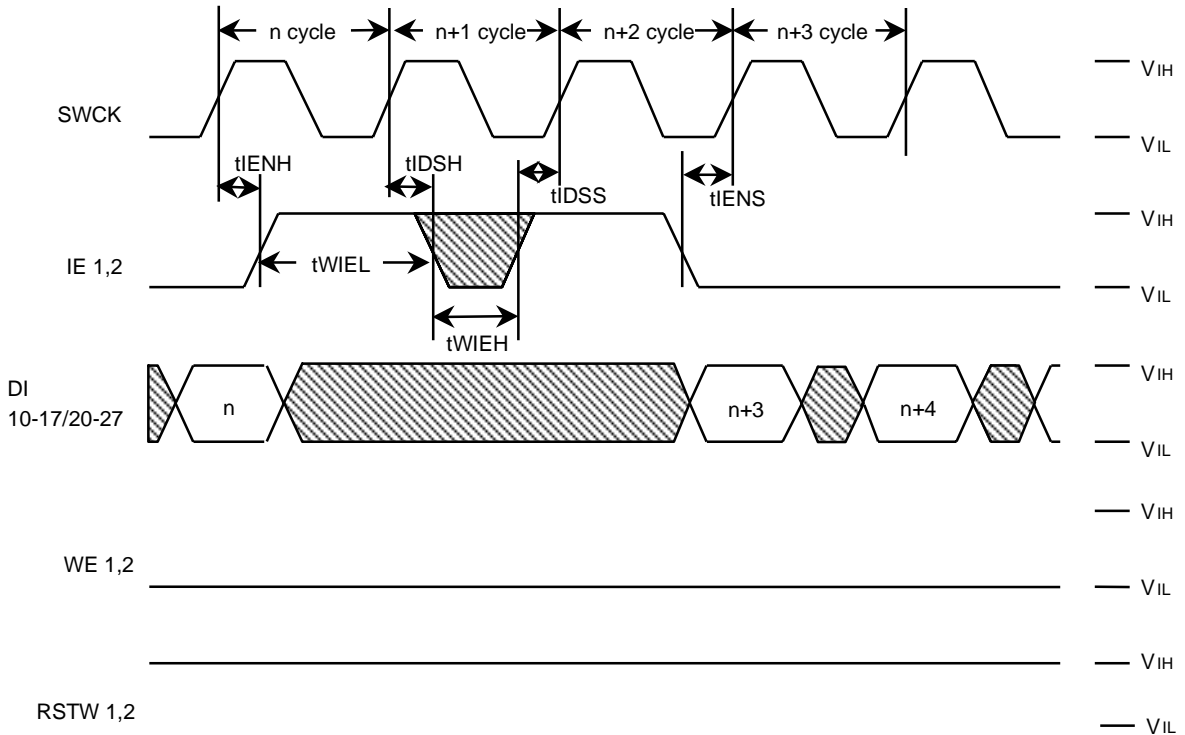 n cycle n+1 cycle n+2 cycle n+3 cycle
VIH
SWCK
VIL
tIENH tIDSH tIDSS tIENS
VIH
IE 1,2
tWIEL
VIL
tWIEH
VIH
DI
10-17/20-27
n n+3 n+4
VIL
VIH
WE 1,2
VIL
VIH
RSTW 1,2
VIL